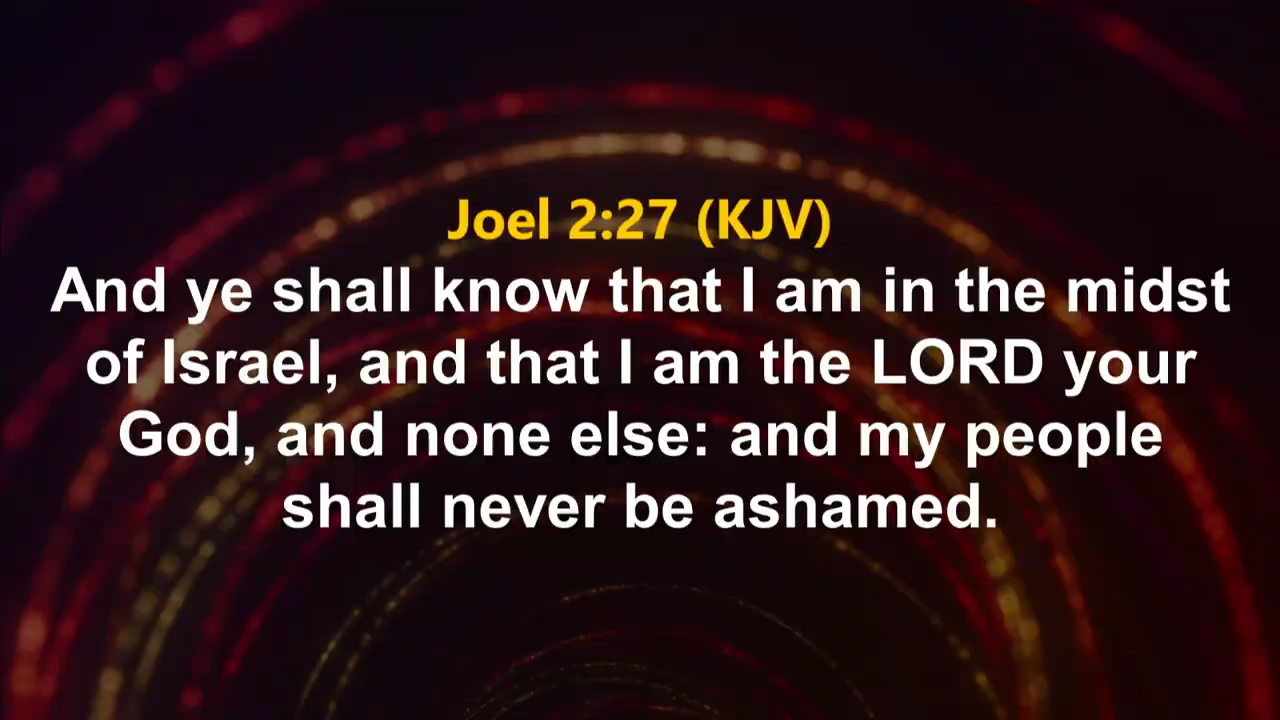 Joel 2:27 (KJV)
And ye shall know that I am in the midst
of Israel, and that I am the LORD your
God, and none else: and my people
shall never be ashamed.